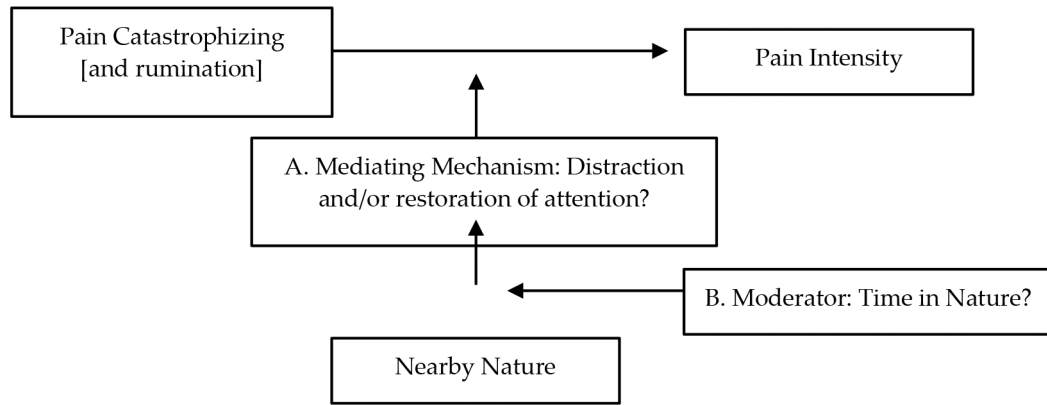 Pain Catastrophizing
[and rumination]
Pain Intensity
A. Mediating Mechanism: Distraction
and/or restoration of attention?
B. Moderator: Time in Nature?
Nearby Nature